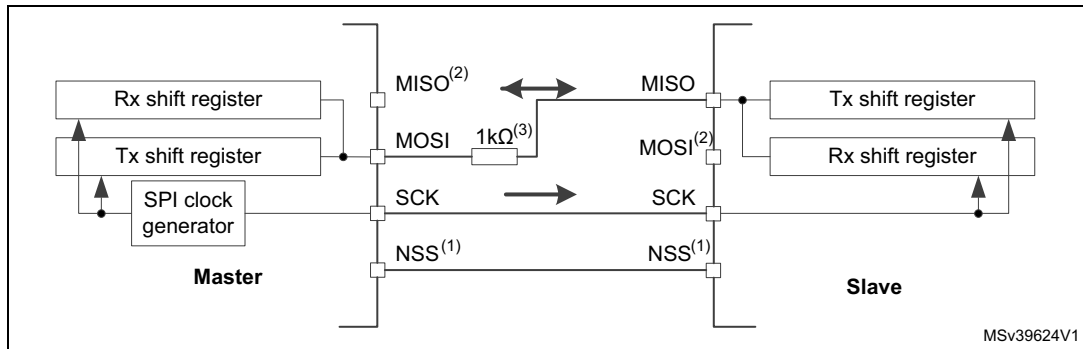 MISO(2)
MISO
Rx shift register
Tx shift register
MOSI
1kΩ(3)
MOSI(2)
Tx shift register
Rx shift register
SPI clock
generator
SCK
SCK
NSS(1)
NSS(1)
Master
Slave
MSv39624V1